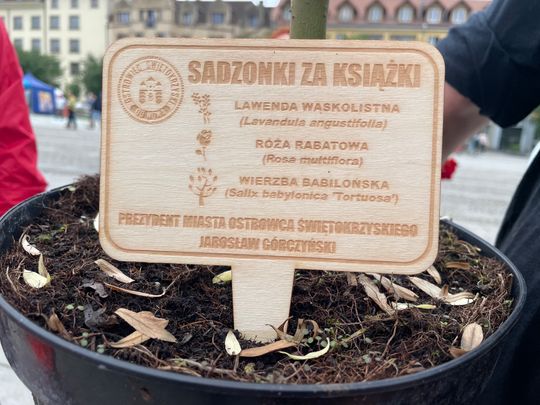 SADZONKI ZA KSIĄŻKI
LAWENDA WĄSKOLISTNA
(Lavandula angustifolia)
RÓŻA RABATOWA
(Rosa multiflora)
WIERZBA BABILOŃSKA
(Salix babylonica 'Tortuosa')
PREZYDENT MIASTA OSTROWCA ŚWIĘTOKRZYSKIEGO
JAROSŁAW GÓRCZYŃSKI